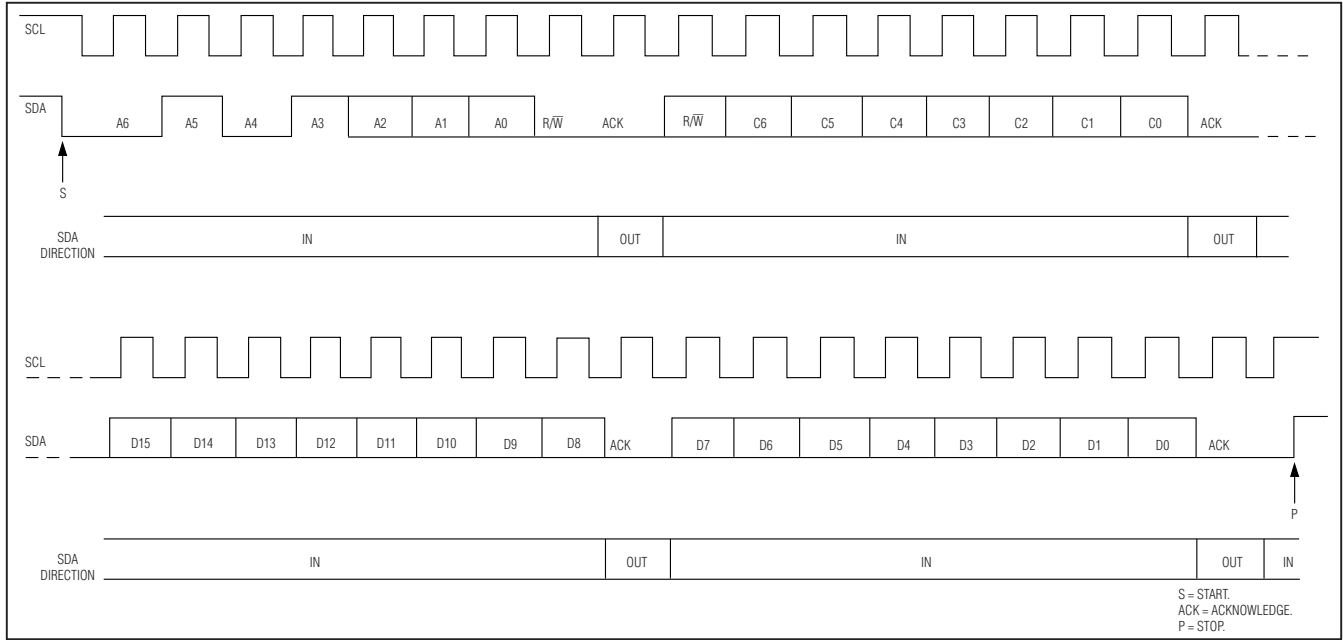 SCL
SDA
A6 A5 A4 A3 A2 A1 A0 R/W̅ ACK R/W̅ C6 C5 C4 C3 C2 C1 C0 ACK
S
SDA DIRECTION
IN OUT IN OUT
SCL
SDA
D15 D14 D13 D12 D11 D10 D9 D8 ACK D7 D6 D5 D4 D3 D2 D1 D0 ACK
P
SDA DIRECTION
IN OUT IN OUT IN
S = START.
ACK = ACKNOWLEDGE.
P = STOP.